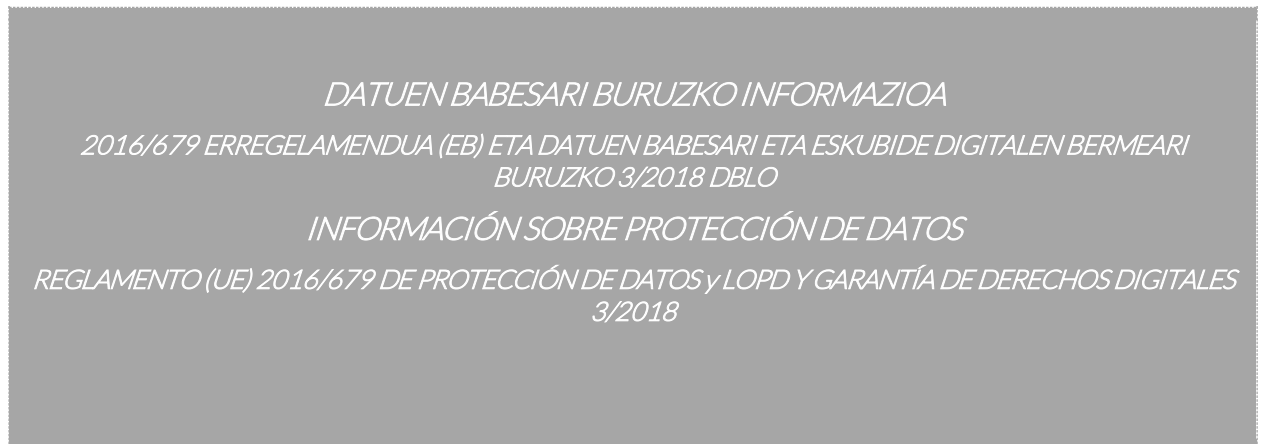 DATUEN BABESARI BURUZKO INFORMAZIOA
2016/679 ERREGELAMENDUA (EB) ETA DATUEN BABESARI ETA ESKUBIDE DIGITALEN BERMEARI
BURUZKO 3/2018 DBLO
INFORMACIÓN SOBRE PROTECCIÓN DE DATOS
REGLAMENTO (UE) 2016/679 DE PROTECCIÓN DE DATOS y LOPD Y GARANTÍA DE DERECHOS DIGITALES
3/2018